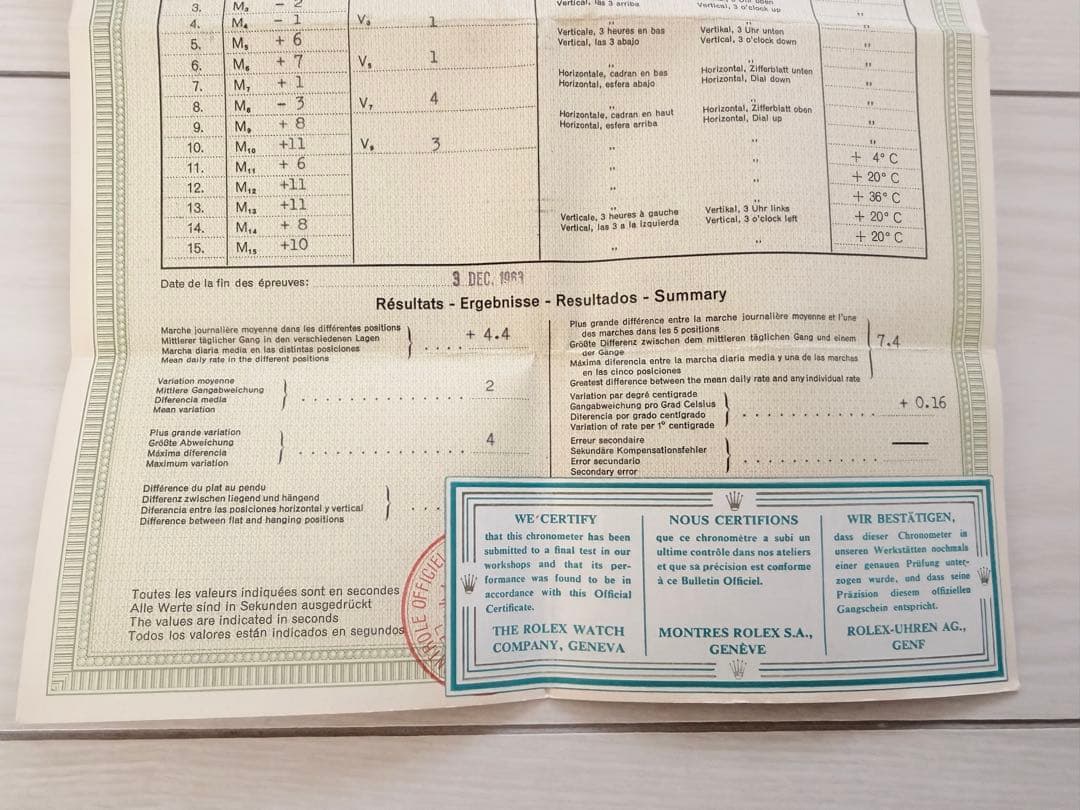 3. M₃ – 2
Vertical, las 3 arriba
Vertical, 3 o'clock up
4. M₄ – 1 V₃ 1
5. M₅ + 6
Verticale, 3 heures en bas Vertikal, 3 Uhr unten
Vertical, las 3 abajo Vertical, 3 o'clock down
6. M₆ + 7 V₅ 1
7. M₇ + 1
Horizontale, cadran en bas Horizontal, Zifferblatt unten
Horizontal, esfera abajo Horizontal, Dial down
8. M₈ – 3 V₇ 4
9. M₉ + 8
Horizontale, cadran en haut Horizontal, Zifferblatt oben
Horizontal, esfera arriba Horizontal, Dial up
10. M₁₀ +11 V₉ 3
11. M₁₁ + 6 + 4° C
12. M₁₂ +11 + 20° C
13. M₁₃ +11 + 36° C
14. M₁₄ + 8 + 20° C
Verticale, 3 heures à gauche Vertikal, 3 Uhr links
Vertical, las 3 a la izquierda Vertical, 3 o'clock left
15. M₁₅ +10 + 20° C
Date de la fin des épreuves: 3 DEC. 1963
Résultats - Ergebnisse - Resultados - Summary
Marche journalière moyenne dans les différentes positions
Mittlerer täglicher Gang in den verschiedenen Lagen
Marcha diaria media en las distintas posiciones
Mean daily rate in the different positions
+ 4.4
Variation moyenne
Mittlere Gangabweichung
Diferencia media
Mean variation
2
Plus grande variation
Größte Abweichung
Máxima diferencia
Maximum variation
4
Différence du plat au pendu
Differenz zwischen liegend und hängend
Diferancia entre las posiciones horizontal y vertical
Difference between flat and hanging positions
Plus grande différence entre la marche journalière moyenne et l'une
des marches dans les 5 positions
Größte Differenz zwischen dem mittleren täglichen Gang und einem
der Gänge
Máxima diferencia entre la marcha diaria media y una de las marchas
en las cinco posiciones
Greatest difference between the mean daily rate and any individual rate
7.4
Variation par degré centigrade
Gangabweichung pro Grad Celsius
Diterencia por grado centigrado
Variation of rate per 1° centigrade
+ 0.16
Erreur secondaire
Sekundäre Kompensationsfehler
Error secundario
Secondary error
Toutes les valeurs indiquées sont en secondes
Alle Werte sind in Sekunden ausgedrückt
The values are indicated in seconds
Todos los valores están indicados en segundos
OFFICIEL
WE CERTIFY
that this chronometer has been
submitted to a final test in our
workshops and that its per-
formance was found to be in
accordance with this Official
Certificate.
THE ROLEX WATCH
COMPANY, GENEVA
NOUS CERTIFIONS
que ce chronomètre a subi un
ultime contrôle dans nos ateliers
et que sa précision est conforme
à ce Bulletin Officiel.
MONTRES ROLEX S.A.,
GENÈVE
WIR BESTÄTIGEN,
dass dieser Chronometer in
unseren Werkstätten nochmals
einer genauen Prüfung unter-
zogen wurde, und dass seine
Präzision diesem offiziellen
Gangschein entspricht.
ROLEX-UHREN AG.,
GENF